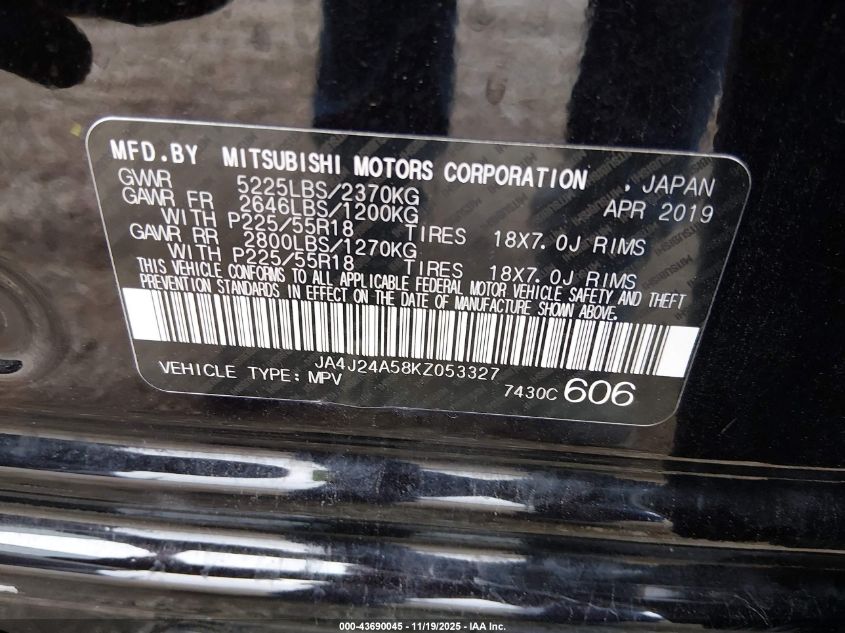 MFD.BY MITSUBISHI MOTORS CORPORATION . JAPAN
GVWR 5225LBS/2370KG APR 2019
GAWR FR 2646LBS/1200KG
WITH P225/55R18 TIRES 18X7.0J RIMS
GAWR RR 2800LBS/1270KG
WITH P225/55R18 TIRES 18X7.0J RIMS
THIS VEHICLE CONFORMS TO ALL APPLICABLE FEDERAL MOTOR VEHICLE SAFETY AND THEFT
PREVENTION STANDARDS IN EFFECT ON THE DATE OF MANUFACTURE SHOWN ABOVE.
JA4J24A58KZ053327
VEHICLE TYPE: MPV 7430C 606
000-43690045 - 11/19/2025 - IAA Inc.